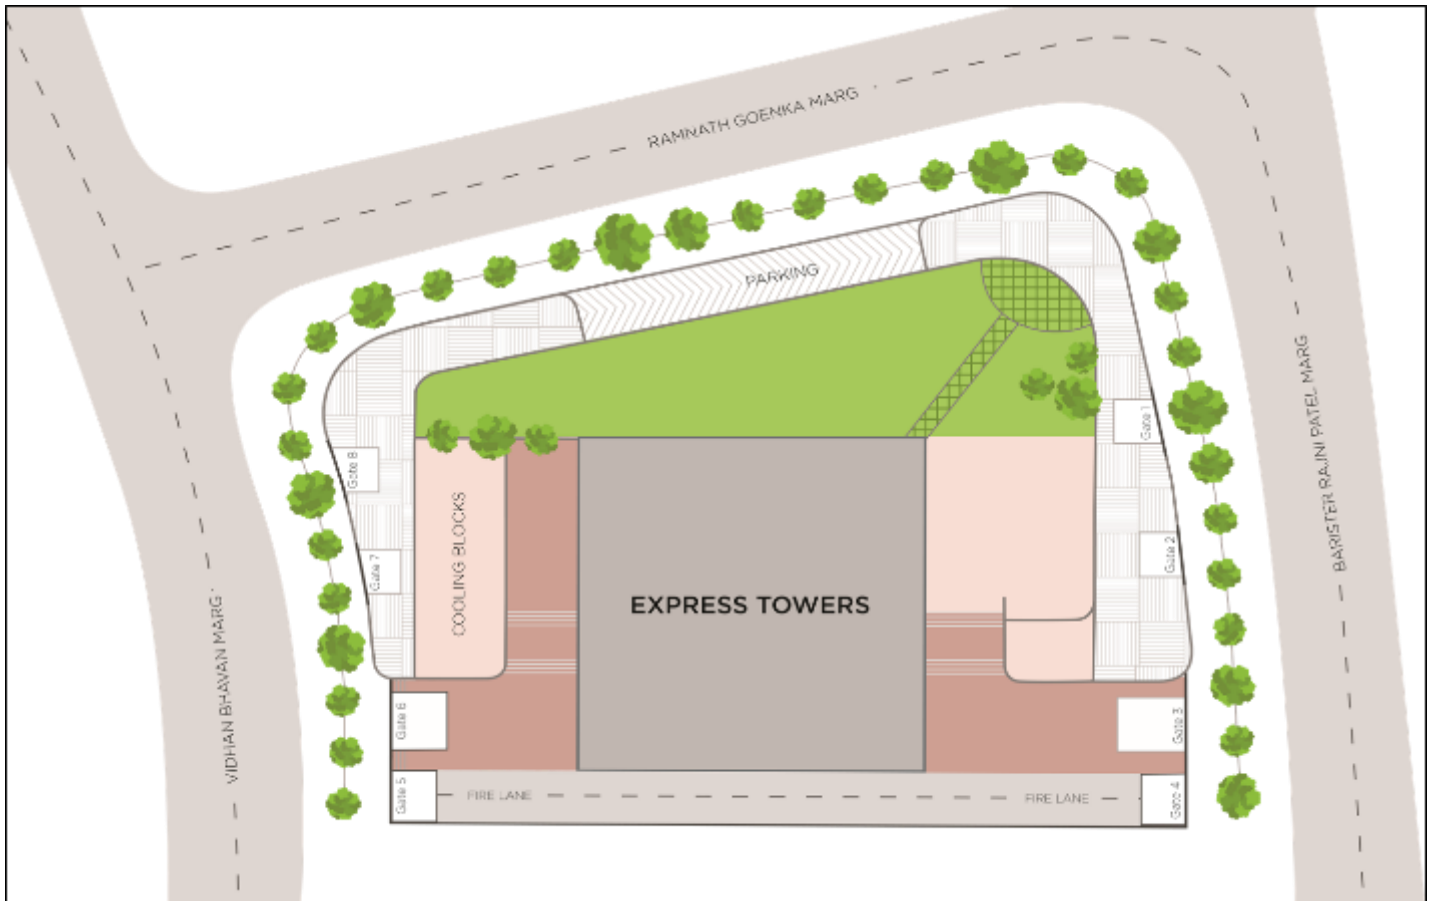 RAMNATH GOENKA MARG
PARKING
BARISTER RAJNI PATEL MARG
Gate 1
Gate 8
Gate 2
Gate 7
COOLING BLOCKS
EXPRESS TOWERS
VIDHAN BHAVAN MARG
Gate 6
Gate 3
Gate 5
FIRE LANE
FIRE LANE
Gate 4